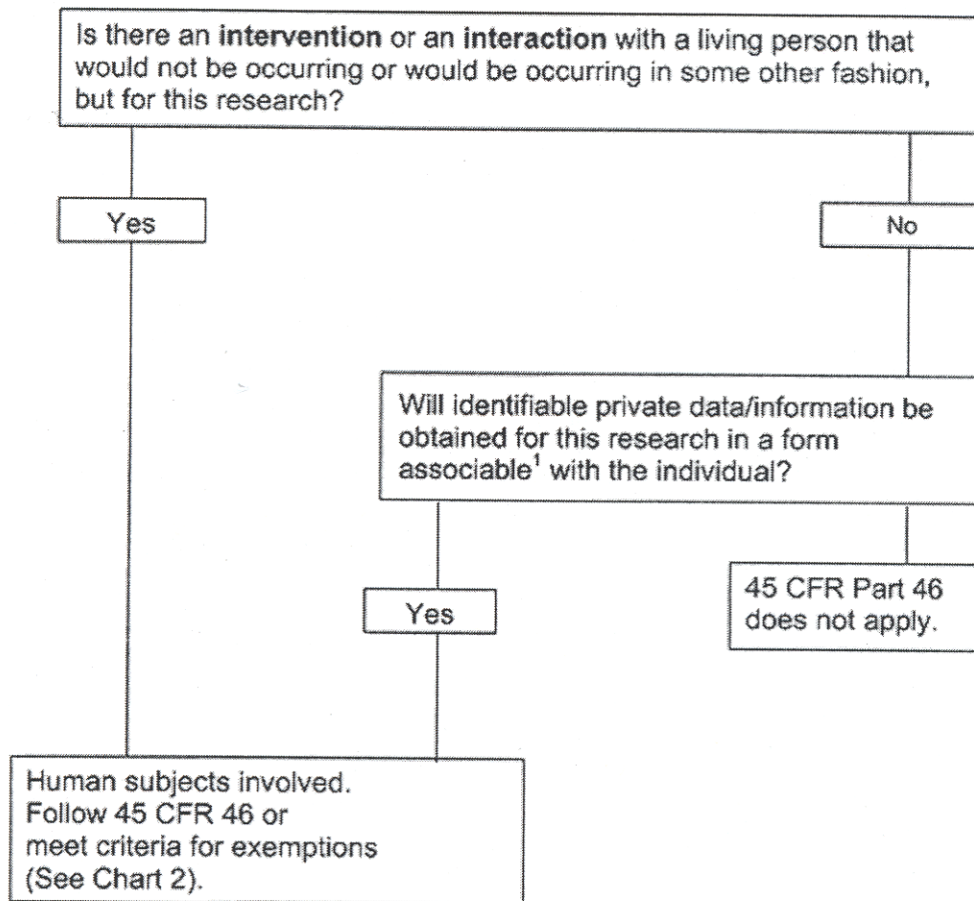 Is there an intervention or an interaction with a living person that
would not be occurring or would be occurring in some other fashion,
but for this research?
Yes
No
Will identifiable private data/information be
obtained for this research in a form
associable¹ with the individual?
Yes
45 CFR Part 46
does not apply.
Human subjects involved.
Follow 45 CFR 46 or
meet criteria for exemptions
(See Chart 2).